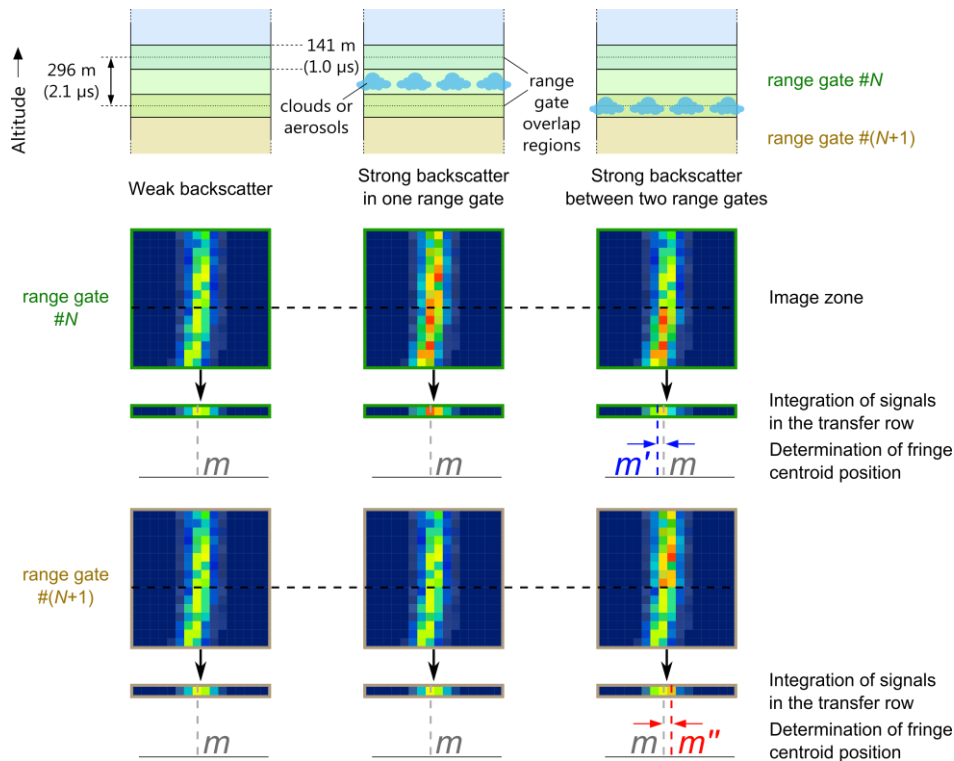 Altitude
296 m
(2.1 µs)
141 m
(1.0 µs)
clouds or
aerosols
range
gate
overlap
regions
range gate #N
range gate #(N+1)
Weak backscatter
Strong backscatter
in one range gate
Strong backscatter
between two range gates
range gate
#N
Image zone
Integration of signals
in the transfer row
Determination of fringe
centroid position
m
m
m'
m
range gate
#(N+1)
Integration of signals
in the transfer row
Determination of fringe
centroid position
m
m
m
m"